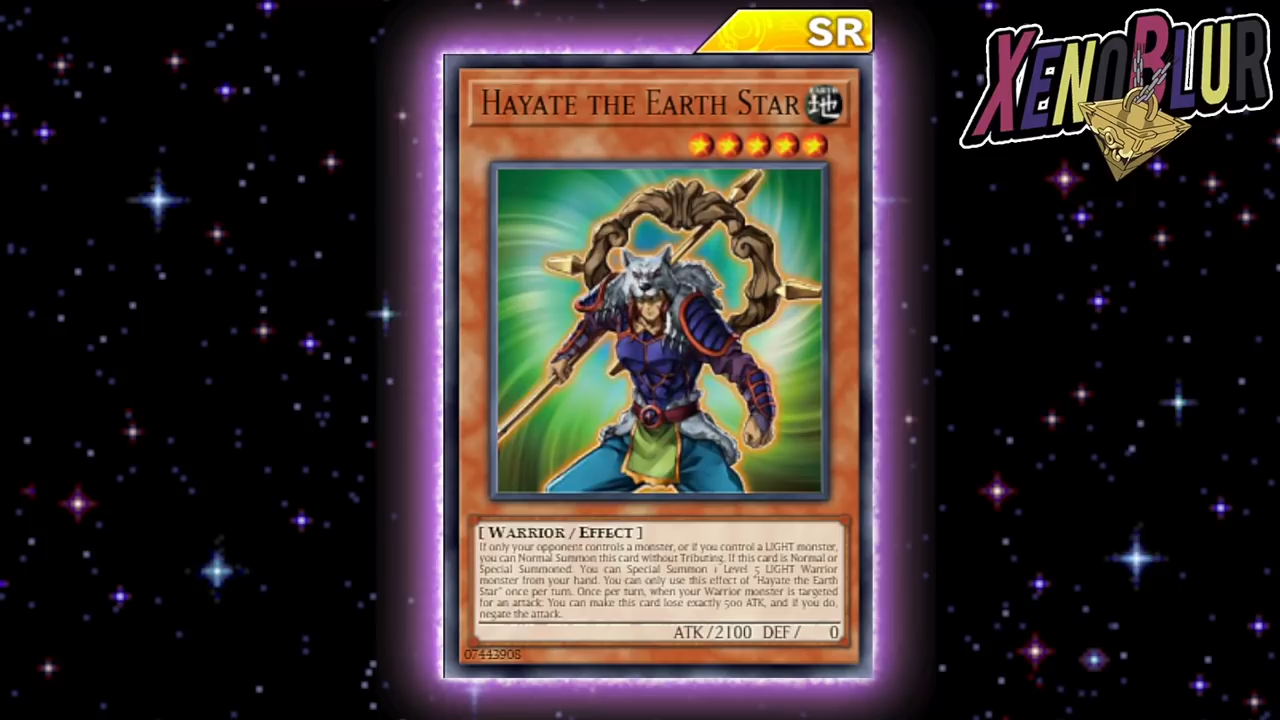 SR
XENOBLUR
HAYATE THE EARTH STAR
EARTH
地
[ WARRIOR / EFFECT ]
If only your opponent controls a monster, or if you control a LIGHT monster,
you can Normal Summon this card without Tributing. If this card is Normal or
Special Summoned: You can Special Summon 1 Level 5 LIGHT Warrior
monster from your hand. You can only use this effect of "Hayate the Earth
Star" once per turn. Once per turn, when your Warrior monster is targeted
for an attack: You can make this card lose exactly 500 ATK, and if you do,
negate the attack.
ATK/2100 DEF/ 0
07443908